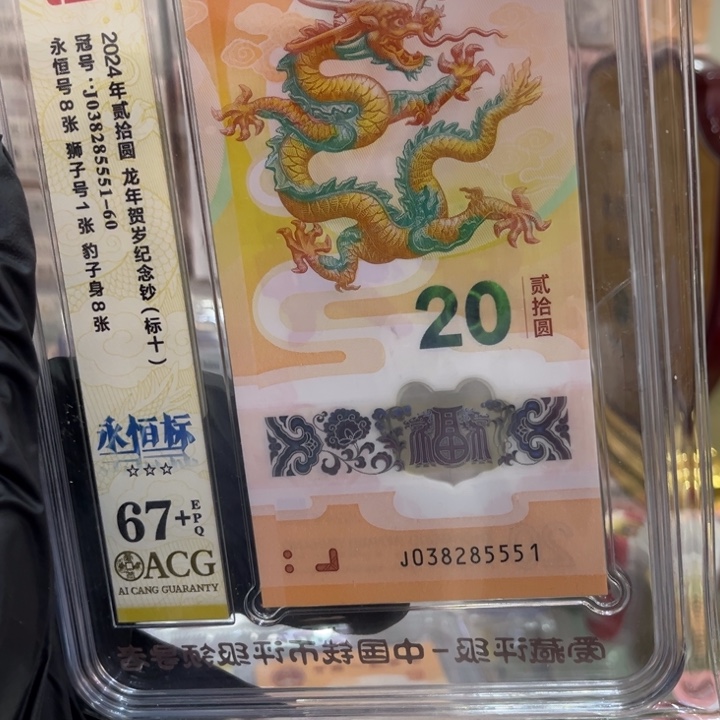 2024年贰拾圆 龙年贺岁纪念钞(标十)
冠号:J038285551-60
永恒号8张 狮子号1张 豹子身8张
永恒标
67+
EPQ
ACG
AI CANG GUARANTY
20
贰拾圆
福
J038285551
爱藏评级-中国钱币评级领导者